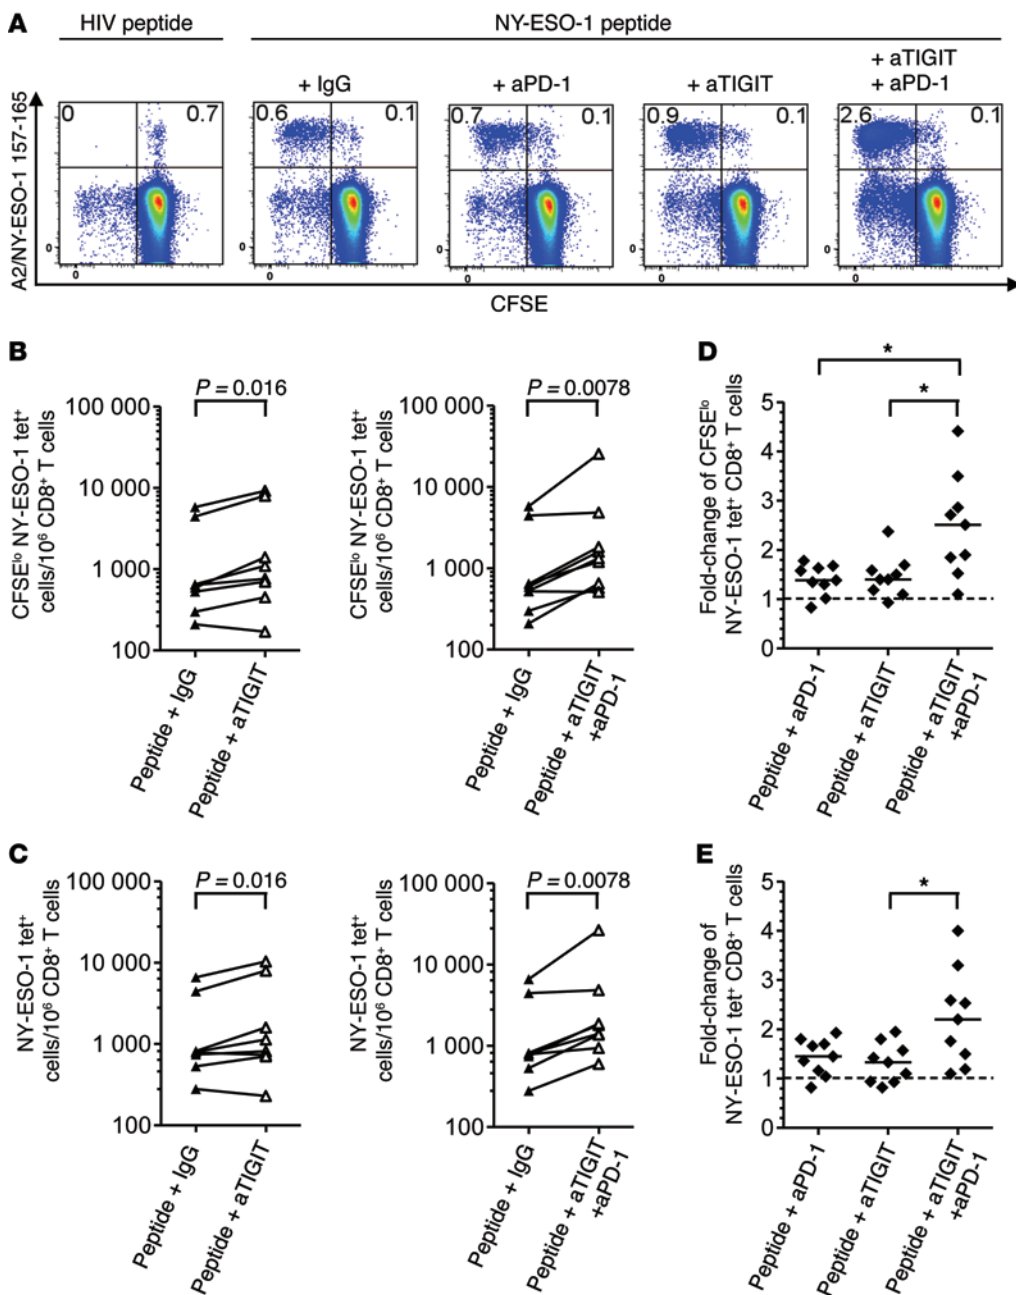 A
HIV peptide
NY-ESO-1 peptide
+ IgG
+ aPD-1
+ aTIGIT
+ aTIGIT
+ aPD-1
A2/NY-ESO-1 157-165
0
0.7
0.6
0.1
0.7
0.1
0.9
0.1
2.6
0.1
0
0
0
0
0
0
0
0
0
0
CFSE
B
CFSElo NY-ESO-1 tet+
cells/10⁶ CD8+ T cells
P = 0.016
100 000
10 000
1 000
100
Peptide + IgG
Peptide + aTIGIT
CFSElo NY-ESO-1 tet+
cells/10⁶ CD8+ T cells
P = 0.0078
100 000
10 000
1 000
100
Peptide + IgG
Peptide + aTIGIT
+aPD-1
D
Fold-change of CFSElo
NY-ESO-1 tet+ CD8+ T cells
*
*
5
4
3
2
1
0
Peptide + aPD-1
Peptide + aTIGIT
Peptide + aTIGIT
+aPD-1
C
NY-ESO-1 tet+
cells/10⁶ CD8+ T cells
P = 0.016
100 000
10 000
1 000
100
Peptide + IgG
Peptide + aTIGIT
NY-ESO-1 tet+
cells/10⁶ CD8+ T cells
P = 0.0078
100 000
10 000
1 000
100
Peptide + IgG
Peptide + aTIGIT
+aPD-1
E
Fold-change of
NY-ESO-1 tet+ CD8+ T cells
*
5
4
3
2
1
0
Peptide + aPD-1
Peptide + aTIGIT
Peptide + aTIGIT
+aPD-1